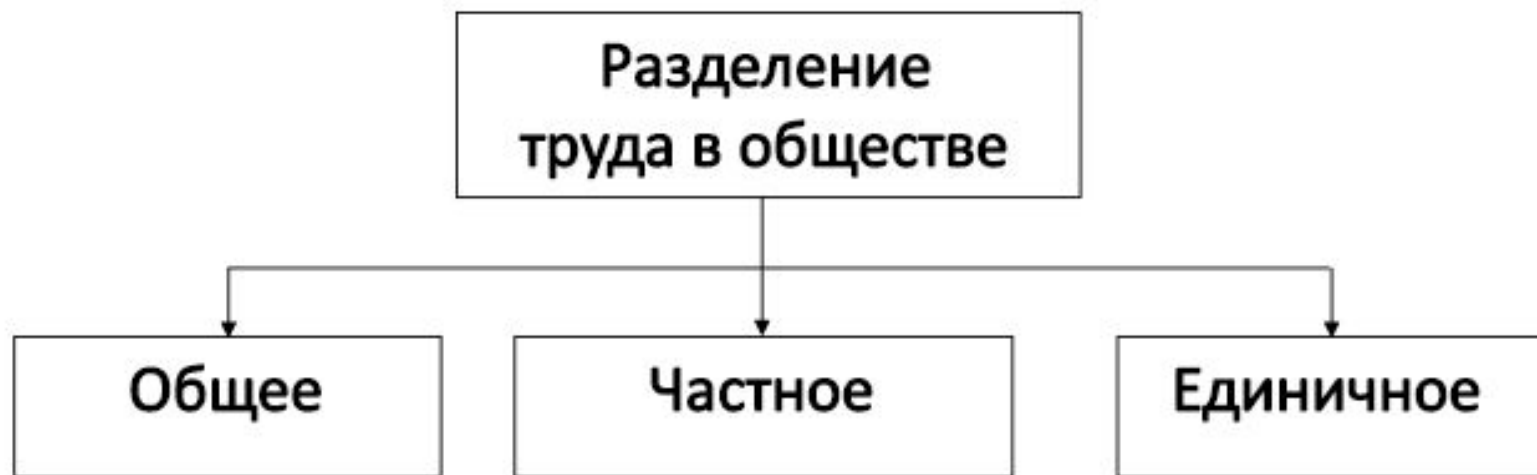 Разделение
труда в обществе
Общее
Частное
Единичное